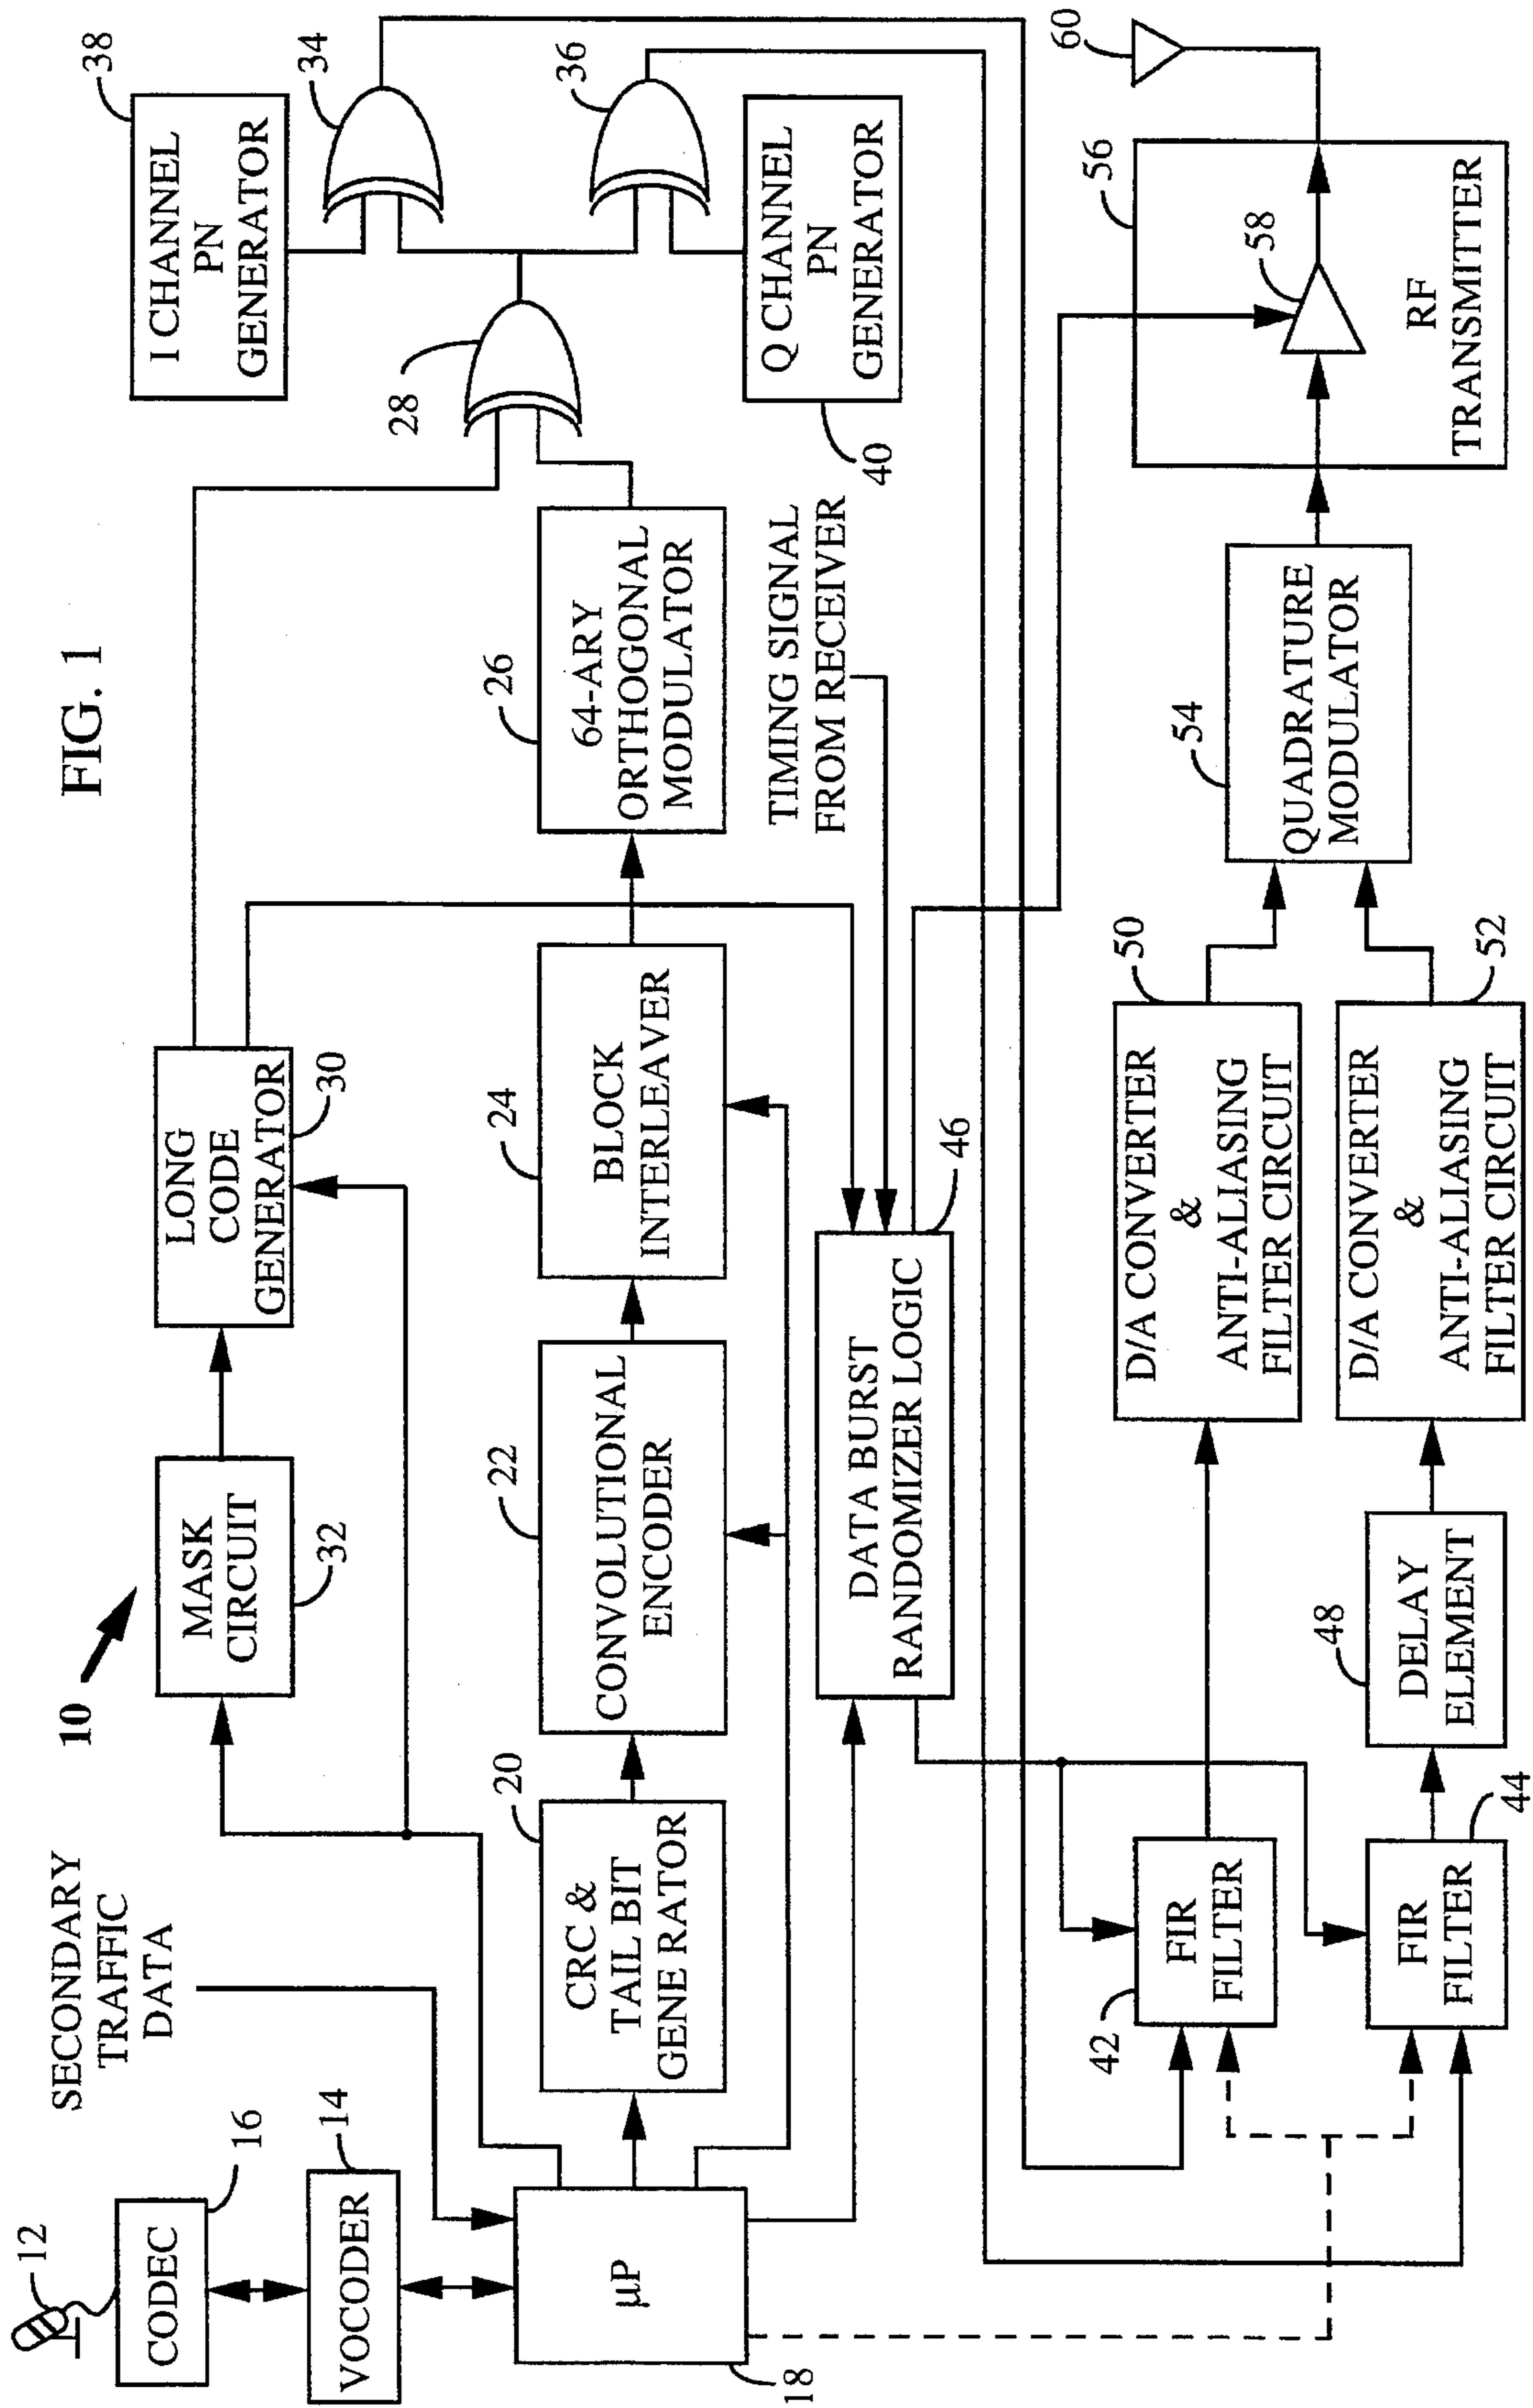 FIG. 1
10
12
CODEC
16
VOCODER
14
SECONDARY
TRAFFIC
DATA
µP
18
MASK
CIRCUIT
32
LONG
CODE
GENERATOR
30
CRC &
TAIL BIT
GENE RATOR
20
CONVOLUTIONAL
ENCODER
22
BLOCK
INTERLEAVER
24
64-ARY
ORTHOGONAL
MODULATOR
26
28
I CHANNEL
PN
GENERATOR
38
34
36
Q CHANNEL
PN
GENERATOR
40
TIMING SIGNAL
FROM RECEIVER
DATA BURST
RANDOMIZER LOGIC
46
FIR
FILTER
42
FIR
FILTER
44
DELAY
ELEMENT
48
D/A CONVERTER
&
ANTI-ALIASING
FILTER CIRCUIT
50
D/A CONVERTER
&
ANTI-ALIASING
FILTER CIRCUIT
52
QUADRATURE
MODULATOR
54
RF
TRANSMITTER
56
58
60